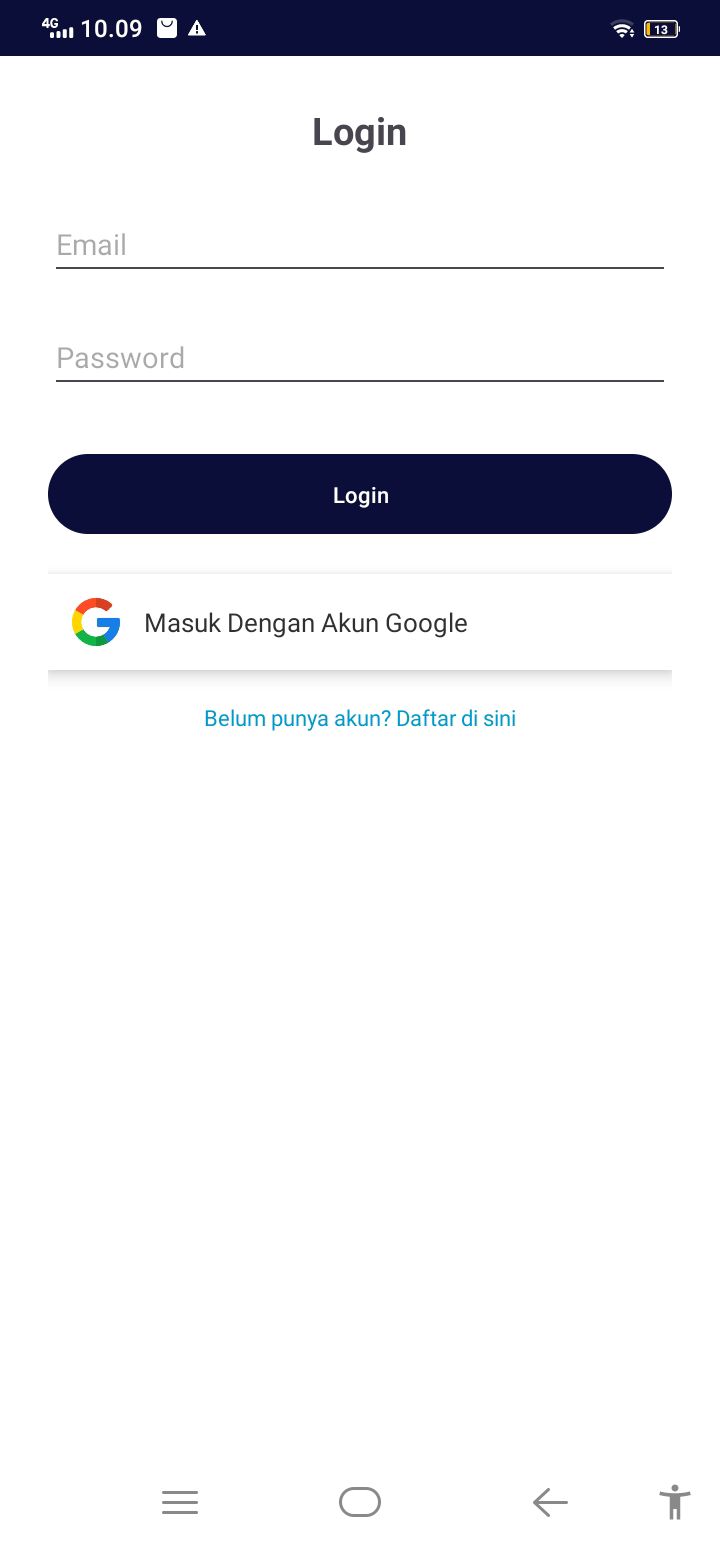 4G 10.09 13
Login
Email
Password
Login
Masuk Dengan Akun Google
Belum punya akun? Daftar di sini